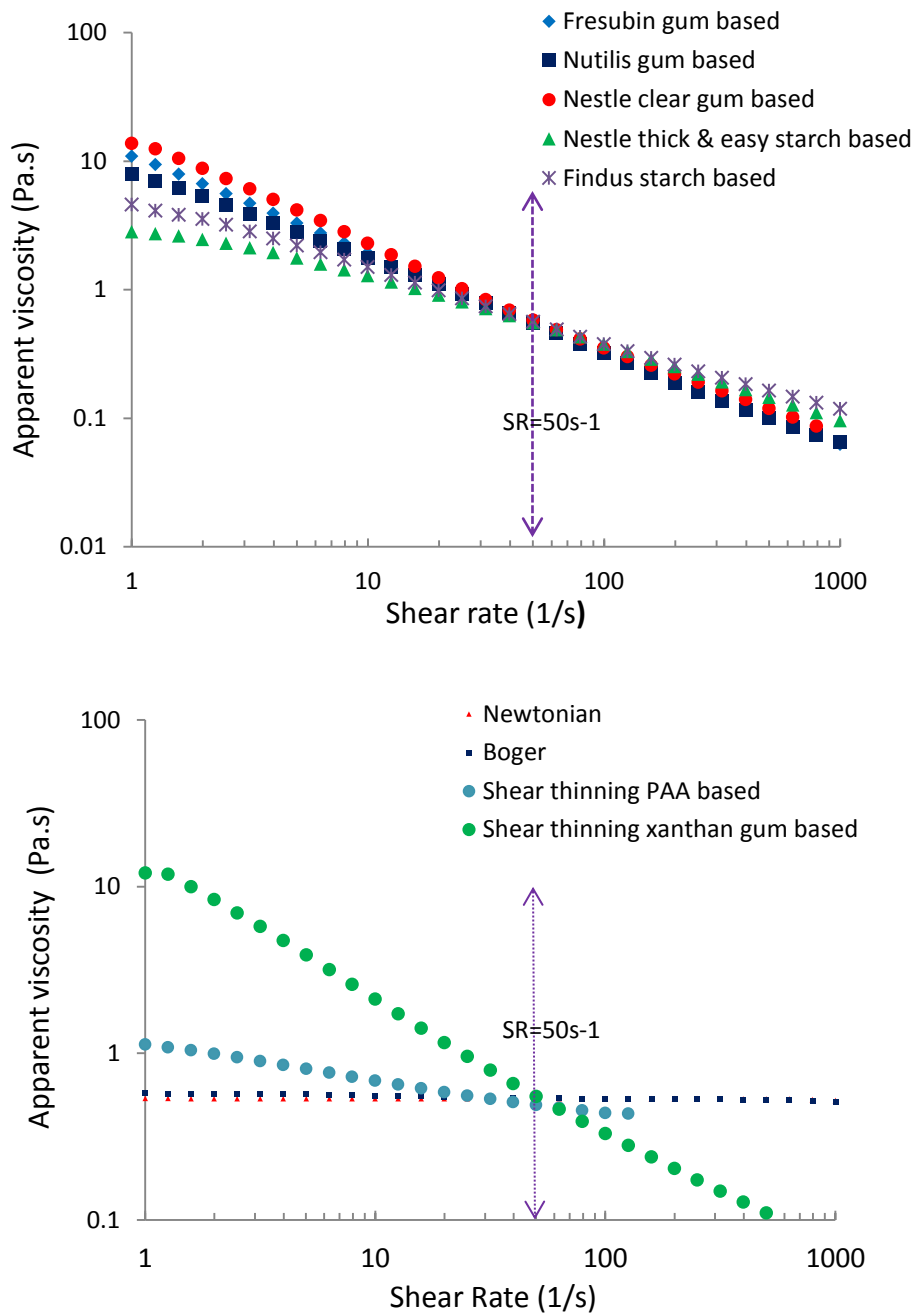 100
10
1
0.1
0.01
Apparent viscosity (Pa.s)
Fresubin gum based
Nutilis gum based
Nestle clear gum based
Nestle thick & easy starch based
Findus starch based
SR=50s-1
1
10
100
1000
Shear rate (1/s)
100
10
1
0.1
Apparent viscosity (Pa.s)
Newtonian
Boger
Shear thinning PAA based
Shear thinning xanthan gum based
SR=50s-1
1
10
100
1000
Shear Rate (1/s)